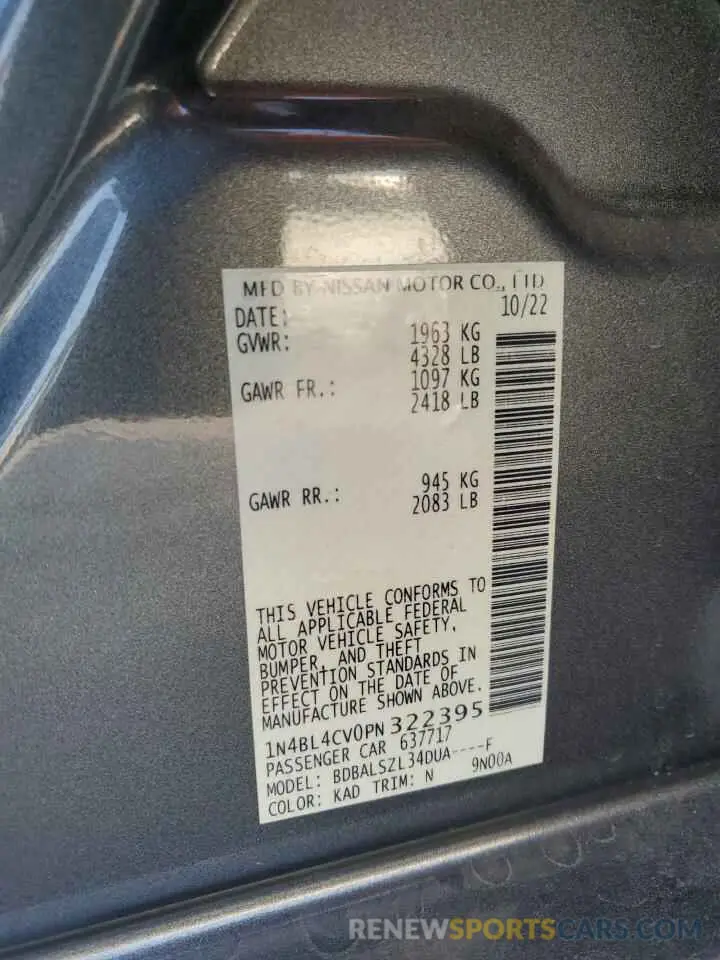 MFD BY NISSAN MOTOR CO., LTD
DATE: 10/22
GVWR: 1963 KG
4328 LB
GAWR FR.: 1097 KG
2418 LB
GAWR RR.: 945 KG
2083 LB
THIS VEHICLE CONFORMS TO
ALL APPLICABLE FEDERAL
MOTOR VEHICLE SAFETY,
BUMPER, AND THEFT
PREVENTION STANDARDS IN
EFFECT ON THE DATE OF
MANUFACTURE SHOWN ABOVE.
1N4BL4CV0PN322395
PASSENGER CAR 637717
MODEL: BDBALSZL34DUA----F
COLOR: KAD TRIM: N 9N00A
RENEWSPORTSCARS.COM